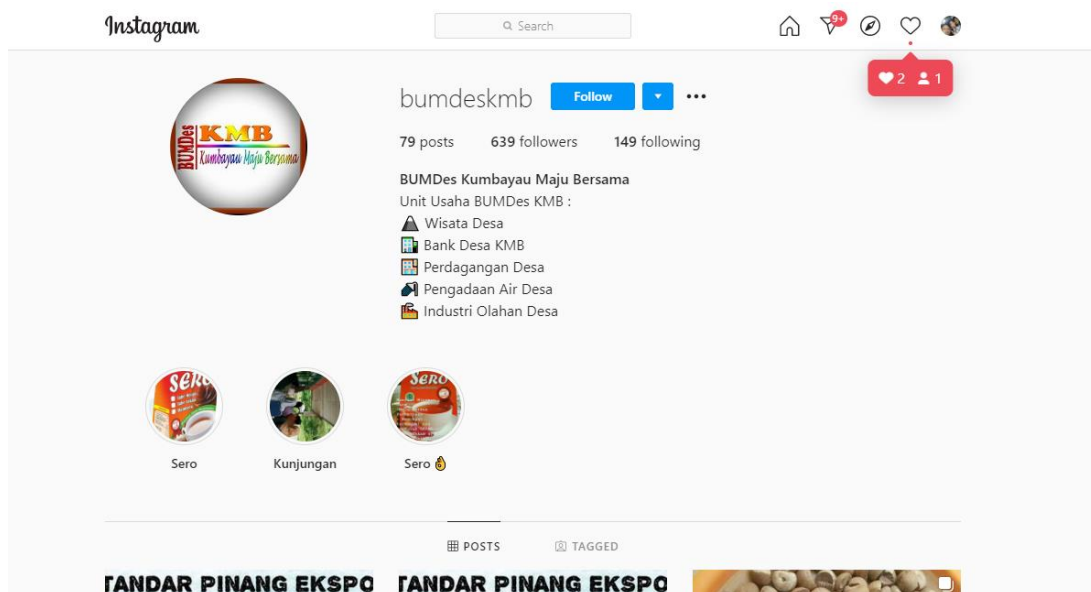 Instagram
Search
9+
2 1
BUMDes
KMB
Kumbayau Maju Bersama
bumdeskmb Follow
79 posts 639 followers 149 following
BUMDes Kumbayau Maju Bersama
Unit Usaha BUMDes KMB :
Wisata Desa
Bank Desa KMB
Perdagangan Desa
Pengadaan Air Desa
Industri Olahan Desa
SERO
SERO
Sero Kunjungan Sero
POSTS TAGGED
TANDAR PINANG EKSPO TANDAR PINANG EKSPO